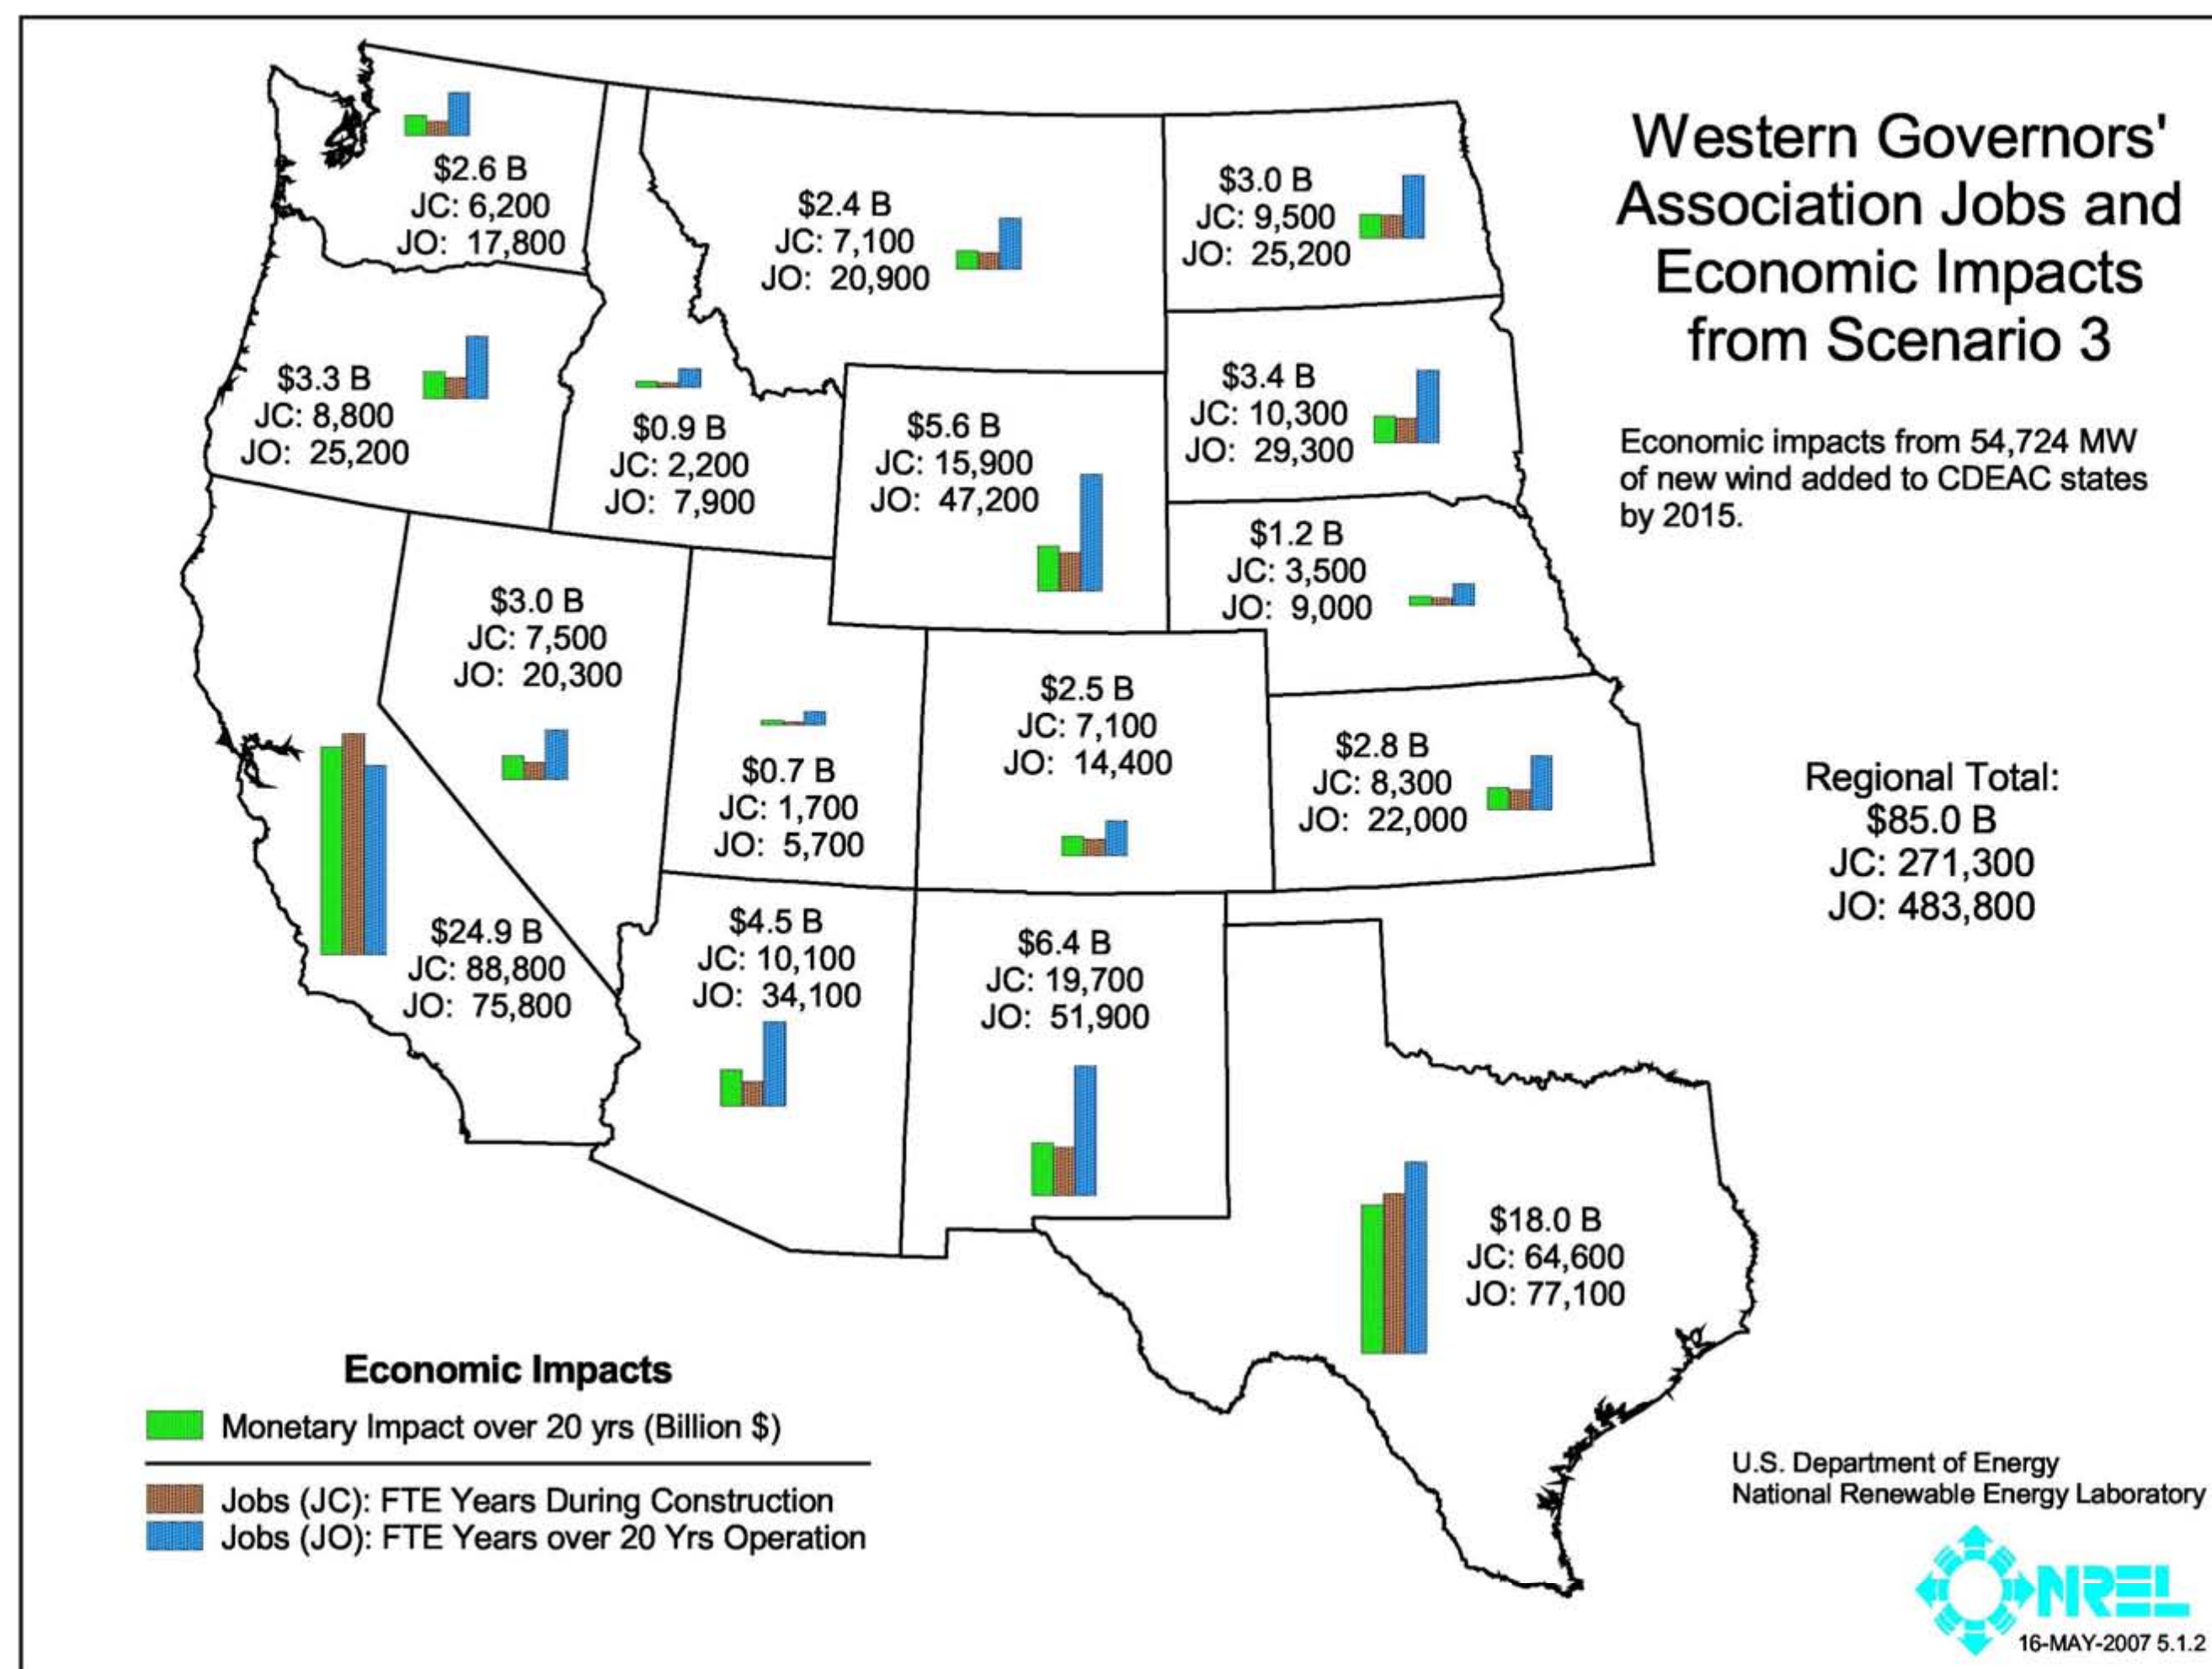 Western Governors'
Association Jobs and
Economic Impacts
from Scenario 3
Economic impacts from 54,724 MW
of new wind added to CDEAC states
by 2015.
$2.6 B
JC: 6,200
JO: 17,800
$2.4 B
JC: 7,100
JO: 20,900
$3.0 B
JC: 9,500
JO: 25,200
$3.3 B
JC: 8,800
JO: 25,200
$0.9 B
JC: 2,200
JO: 7,900
$5.6 B
JC: 15,900
JO: 47,200
$3.4 B
JC: 10,300
JO: 29,300
$1.2 B
JC: 3,500
JO: 9,000
$3.0 B
JC: 7,500
JO: 20,300
$0.7 B
JC: 1,700
JO: 5,700
$2.5 B
JC: 7,100
JO: 14,400
$2.8 B
JC: 8,300
JO: 22,000
Regional Total:
$85.0 B
JC: 271,300
JO: 483,800
$24.9 B
JC: 88,800
JO: 75,800
$4.5 B
JC: 10,100
JO: 34,100
$6.4 B
JC: 19,700
JO: 51,900
$18.0 B
JC: 64,600
JO: 77,100
Economic Impacts
Monetary Impact over 20 yrs (Billion $)
Jobs (JC): FTE Years During Construction
Jobs (JO): FTE Years over 20 Yrs Operation
U.S. Department of Energy
National Renewable Energy Laboratory
NREL
16-MAY-2007 5.1.2